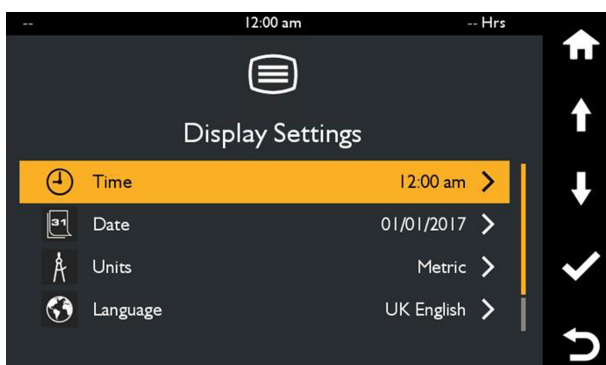 -- 12:00 am -- Hrs
Display Settings
Time 12:00 am
31
Date 01/01/2017
Units Metric
Language UK English